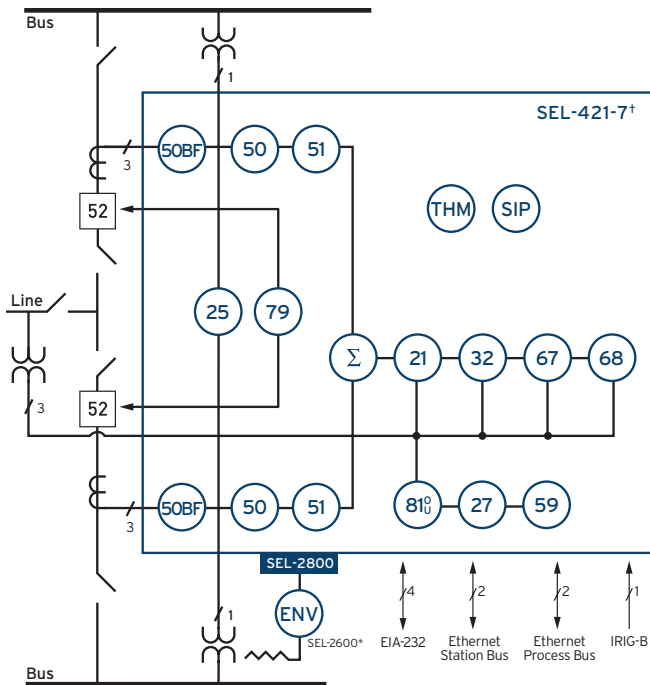 Bus
1
SEL-421-7†
3
50BF
50
51
THM
SIP
52
Line
25
79
Σ
21
32
67
68
3
52
3
50BF
50
51
81OU
27
59
SEL-2800
1
ENV
SEL-2600*
4
2
2
1
EIA-232
Ethernet
Station Bus
Ethernet
Process Bus
IRIG-B
Bus